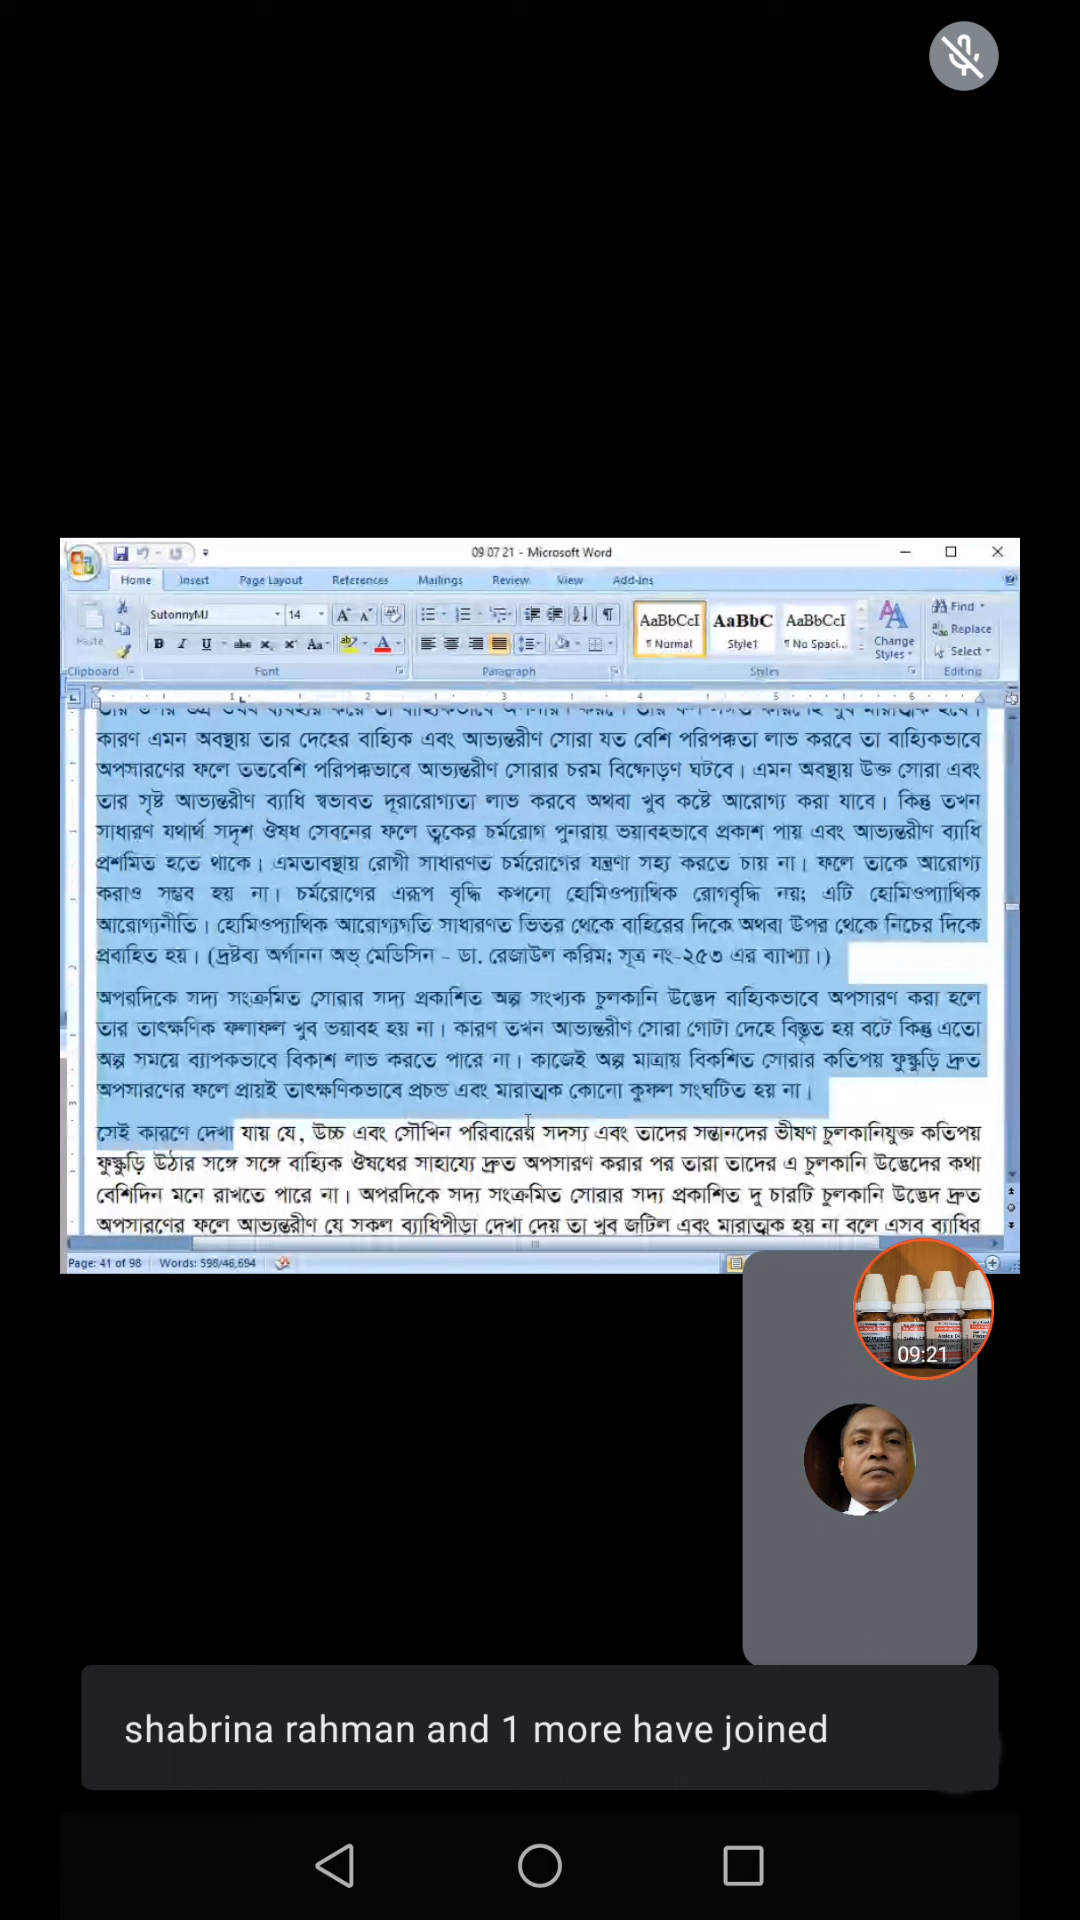 09 07 21 - Microsoft Word
Home Insert Page Layout References Mailings Review View Add-Ins
SutonnyMJ 14
Paste
B I U abc x x Aa
AaBbCcI AaBbC AaBbCcI
Normal Style1 No Spaci...
Change Styles
Find
Replace
Select
Clipboard Font Paragraph Styles Editing
1 2 3 4 5 6
কারণ এমন অবস্থায় তার দেহের বাহ্যিক এবং আভ্যন্তরীণ সোরা যত বেশি পরিপক্কতা লাভ করবে তা বাহ্যিকভাবে
অপসারণের ফলে ততবেশি পরিপক্কভাবে আভ্যন্তরীণ সোরার চরম বিষ্ফোড়ণ ঘটবে। এমন অবস্থায় উক্ত সোরা এবং
তার সৃষ্ট আভ্যন্তরীণ ব্যাধি স্বভাবত দূরারোগ্যতা লাভ করবে অথবা খুব কষ্টে আরোগ্য করা যাবে। কিন্তু তখন
সাধারণ যথার্থ সদৃশ ঔষধ সেবনের ফলে ত্বকের চর্মরোগ পুনরায় ভয়াবহভাবে প্রকাশ পায় এবং আভ্যন্তরীণ ব্যাধি
প্রশমিত হতে থাকে। এমতাবস্থায় রোগী সাধারণত চর্মরোগের যন্ত্রণা সহ্য করতে চায় না। ফলে তাকে আরোগ্য
করাও সম্ভব হয় না। চর্মরোগের এরূপ বৃদ্ধি কখনো হোমিওপ্যাথিক রোগবৃদ্ধি নয়; এটি হোমিওপ্যাথিক
আরোগ্যনীতি। হোমিওপ্যাথিক আরোগ্যগতি সাধারণত ভিতর থেকে বাহিরের দিকে অথবা উপর থেকে নিচের দিকে
প্রবাহিত হয়। (দ্রষ্টব্য অর্গানন অভ্ মেডিসিন - ডা. রেজাউল করিম; সূত্র নং-২৫৩ এর ব্যাখ্যা।)
অপরদিকে সদ্য সংক্রমিত সোরার সদ্য প্রকাশিত অল্প সংখ্যক চুলকানি উদ্ভেদ বাহ্যিকভাবে অপসারণ করা হলে
তার তাৎক্ষণিক ফলাফল খুব ভয়াবহ হয় না। কারণ তখন আভ্যন্তরীণ সোরা গোটা দেহে বিস্তৃত হয় বটে কিন্তু এতো
অল্প সময়ে ব্যাপকভাবে বিকাশ লাভ করতে পারে না। কাজেই অল্প মাত্রায় বিকশিত সোরার কতিপয় ফুস্কুড়ি দ্রুত
অপসারণের ফলে প্রায়ই তাৎক্ষণিকভাবে প্রচন্ড এবং মারাত্মক কোনো কুফল সংঘটিত হয় না।
সেই কারণে দেখা যায় যে, উচ্চ এবং সৌখিন পরিবারের সদস্য এবং তাদের সন্তানদের ভীষণ চুলকানিযুক্ত কতিপয়
ফুস্কুড়ি উঠার সঙ্গে সঙ্গে বাহ্যিক ঔষধের সাহায্যে দ্রুত অপসারণ করার পর তারা তাদের এ চুলকানি উদ্ভেদের কথা
বেশিদিন মনে রাখতে পারে না। অপরদিকে সদ্য সংক্রমিত সোরার সদ্য প্রকাশিত দু চারটি চুলকানি উদ্ভেদ দ্রুত
অপসারণের ফলে আভ্যন্তরীণ যে সকল ব্যাধিপীড়া দেখা দেয় তা খুব জটিল এবং মারাত্মক হয় না বলে এসব ব্যাধির
Page: 41 of 98 Words: 598/46,694
09:21
shabrina rahman and 1 more have joined